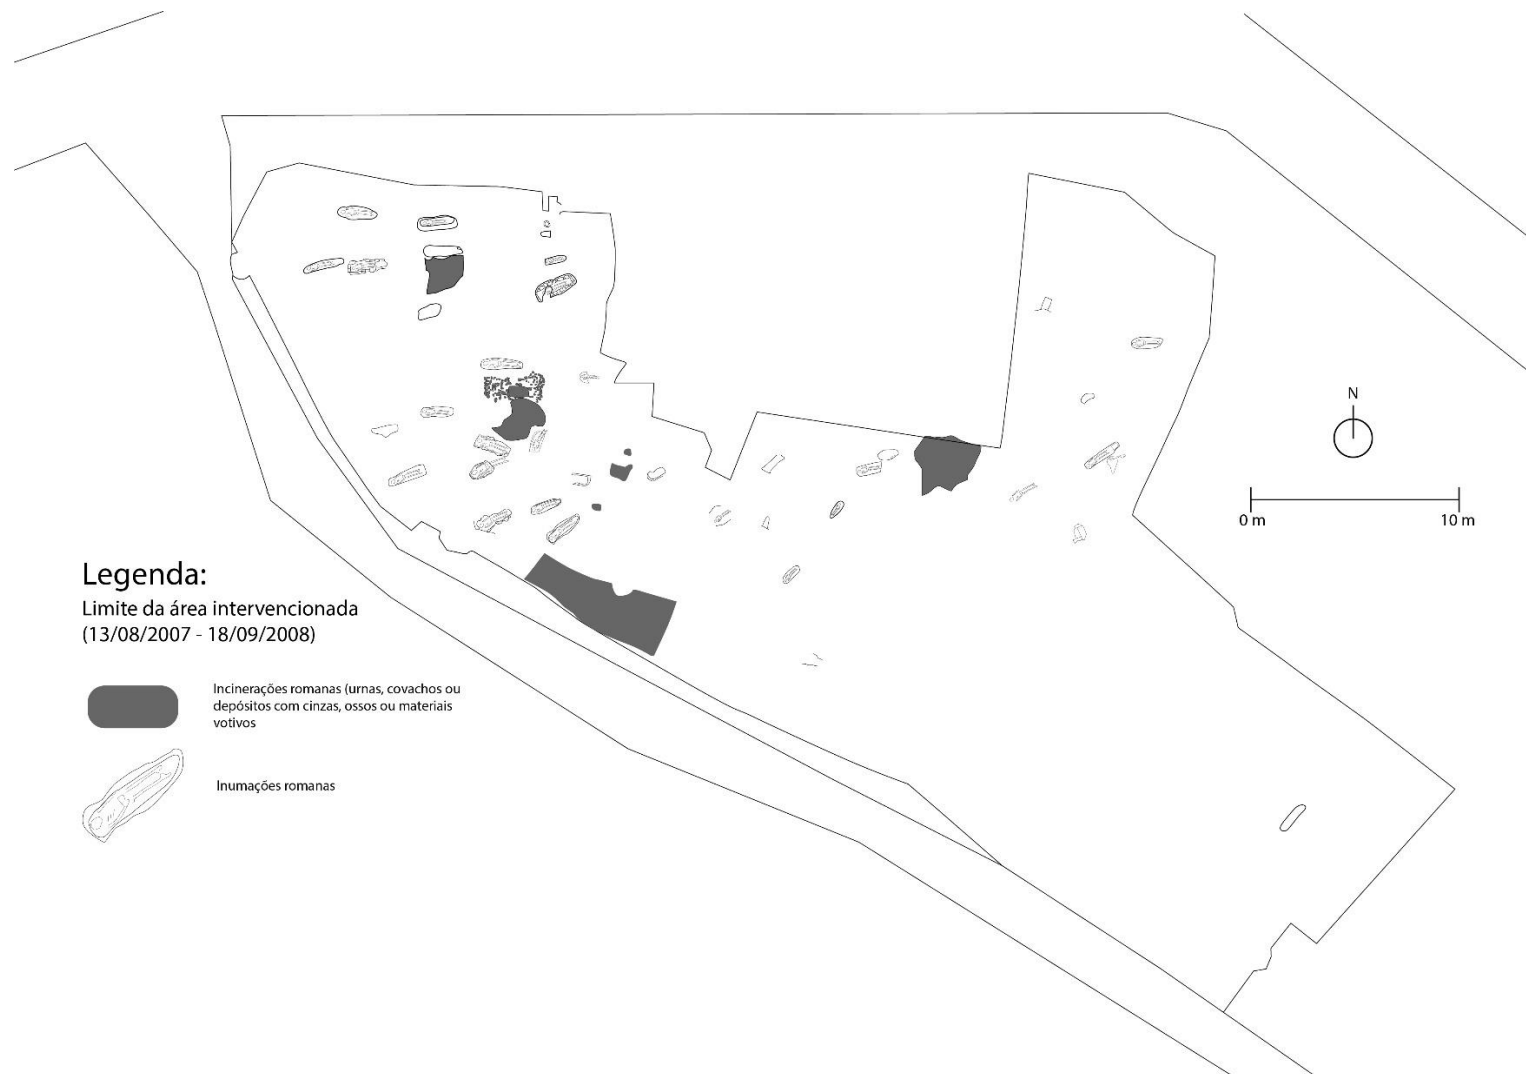 N
0 m 10 m
Legenda:
Limite da área intervencionada
(13/08/2007 - 18/09/2008)
Incinerações romanas (urnas, covachos ou
depósitos com cinzas, ossos ou materiais
votivos
Inumações romanas